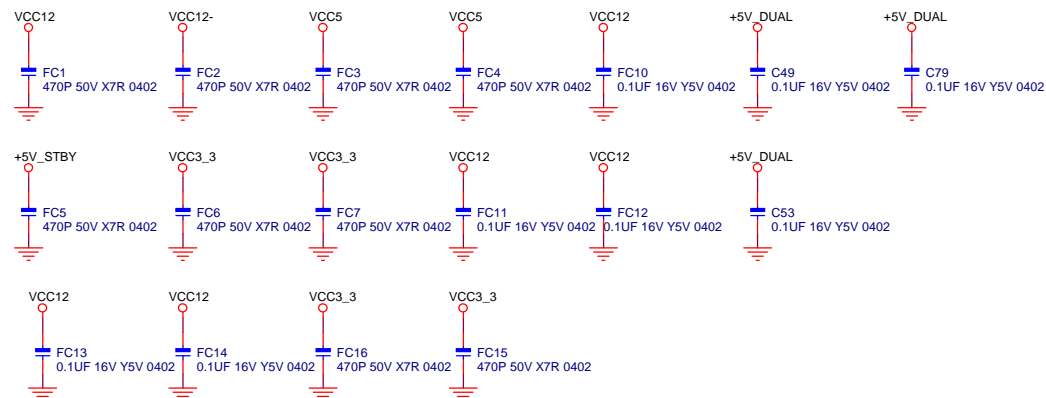 VCC12
VCC12-
VCC5
VCC5
VCC12
+5V_DUAL
+5V_DUAL
FC1
470P 50V X7R 0402
FC2
470P 50V X7R 0402
FC3
470P 50V X7R 0402
FC4
470P 50V X7R 0402
FC10
0.1UF 16V Y5V 0402
C49
0.1UF 16V Y5V 0402
C79
0.1UF 16V Y5V 0402
+5V_STBY
VCC3_3
VCC3_3
VCC12
VCC12
+5V_DUAL
FC5
470P 50V X7R 0402
FC6
470P 50V X7R 0402
FC7
470P 50V X7R 0402
FC11
0.1UF 16V Y5V 0402
FC12
0.1UF 16V Y5V 0402
C53
0.1UF 16V Y5V 0402
VCC12
VCC12
VCC3_3
VCC3_3
FC13
0.1UF 16V Y5V 0402
FC14
0.1UF 16V Y5V 0402
FC16
470P 50V X7R 0402
FC15
470P 50V X7R 0402